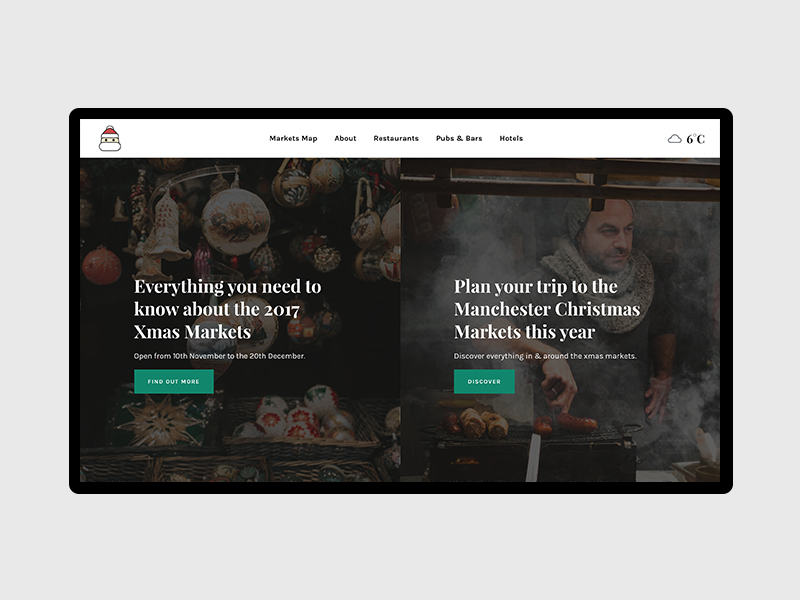 Markets Map About Restaurants Pubs & Bars Hotels 6°C
Everything you need to
know about the 2017
Xmas Markets
Open from 10th November to the 20th December.
FIND OUT MORE
Plan your trip to the
Manchester Christmas
Markets this year
Discover everything in & around the xmas markets.
DISCOVER